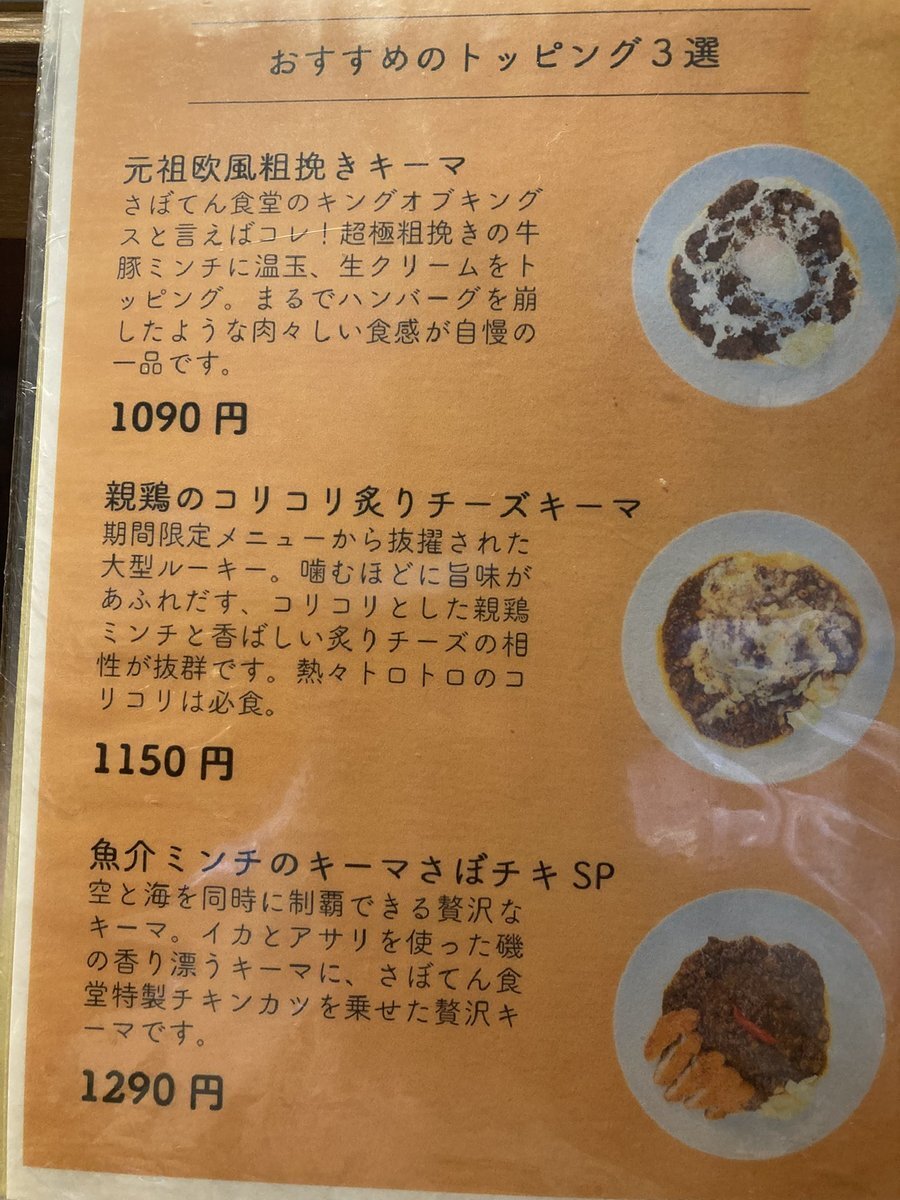 おすすめのトッピング3選
元祖欧風粗挽きキーマ
さぼてん食堂のキングオブキング
スと言えばコレ！超極粗挽きの牛
豚ミンチに温玉、生クリームをト
ッピング。まるでハンバーグを崩
したような肉々しい食感が自慢の
一品です。
1090 円
親鶏のコリコリ炙りチーズキーマ
期間限定メニューから抜擢された
大型ルーキー。噛むほどに旨味が
あふれだす、コリコリとした親鶏
ミンチと香ばしい炙りチーズの相
性が抜群です。熱々トロトロのコ
リコリは必食。
1150 円
魚介ミンチのキーマさぼチキSP
空と海を同時に制覇できる贅沢な
キーマ。イカとアサリを使った磯
の香り漂うキーマに、さぼてん食
堂特製チキンカツを乗せた贅沢キ
ーマです。
1290 円